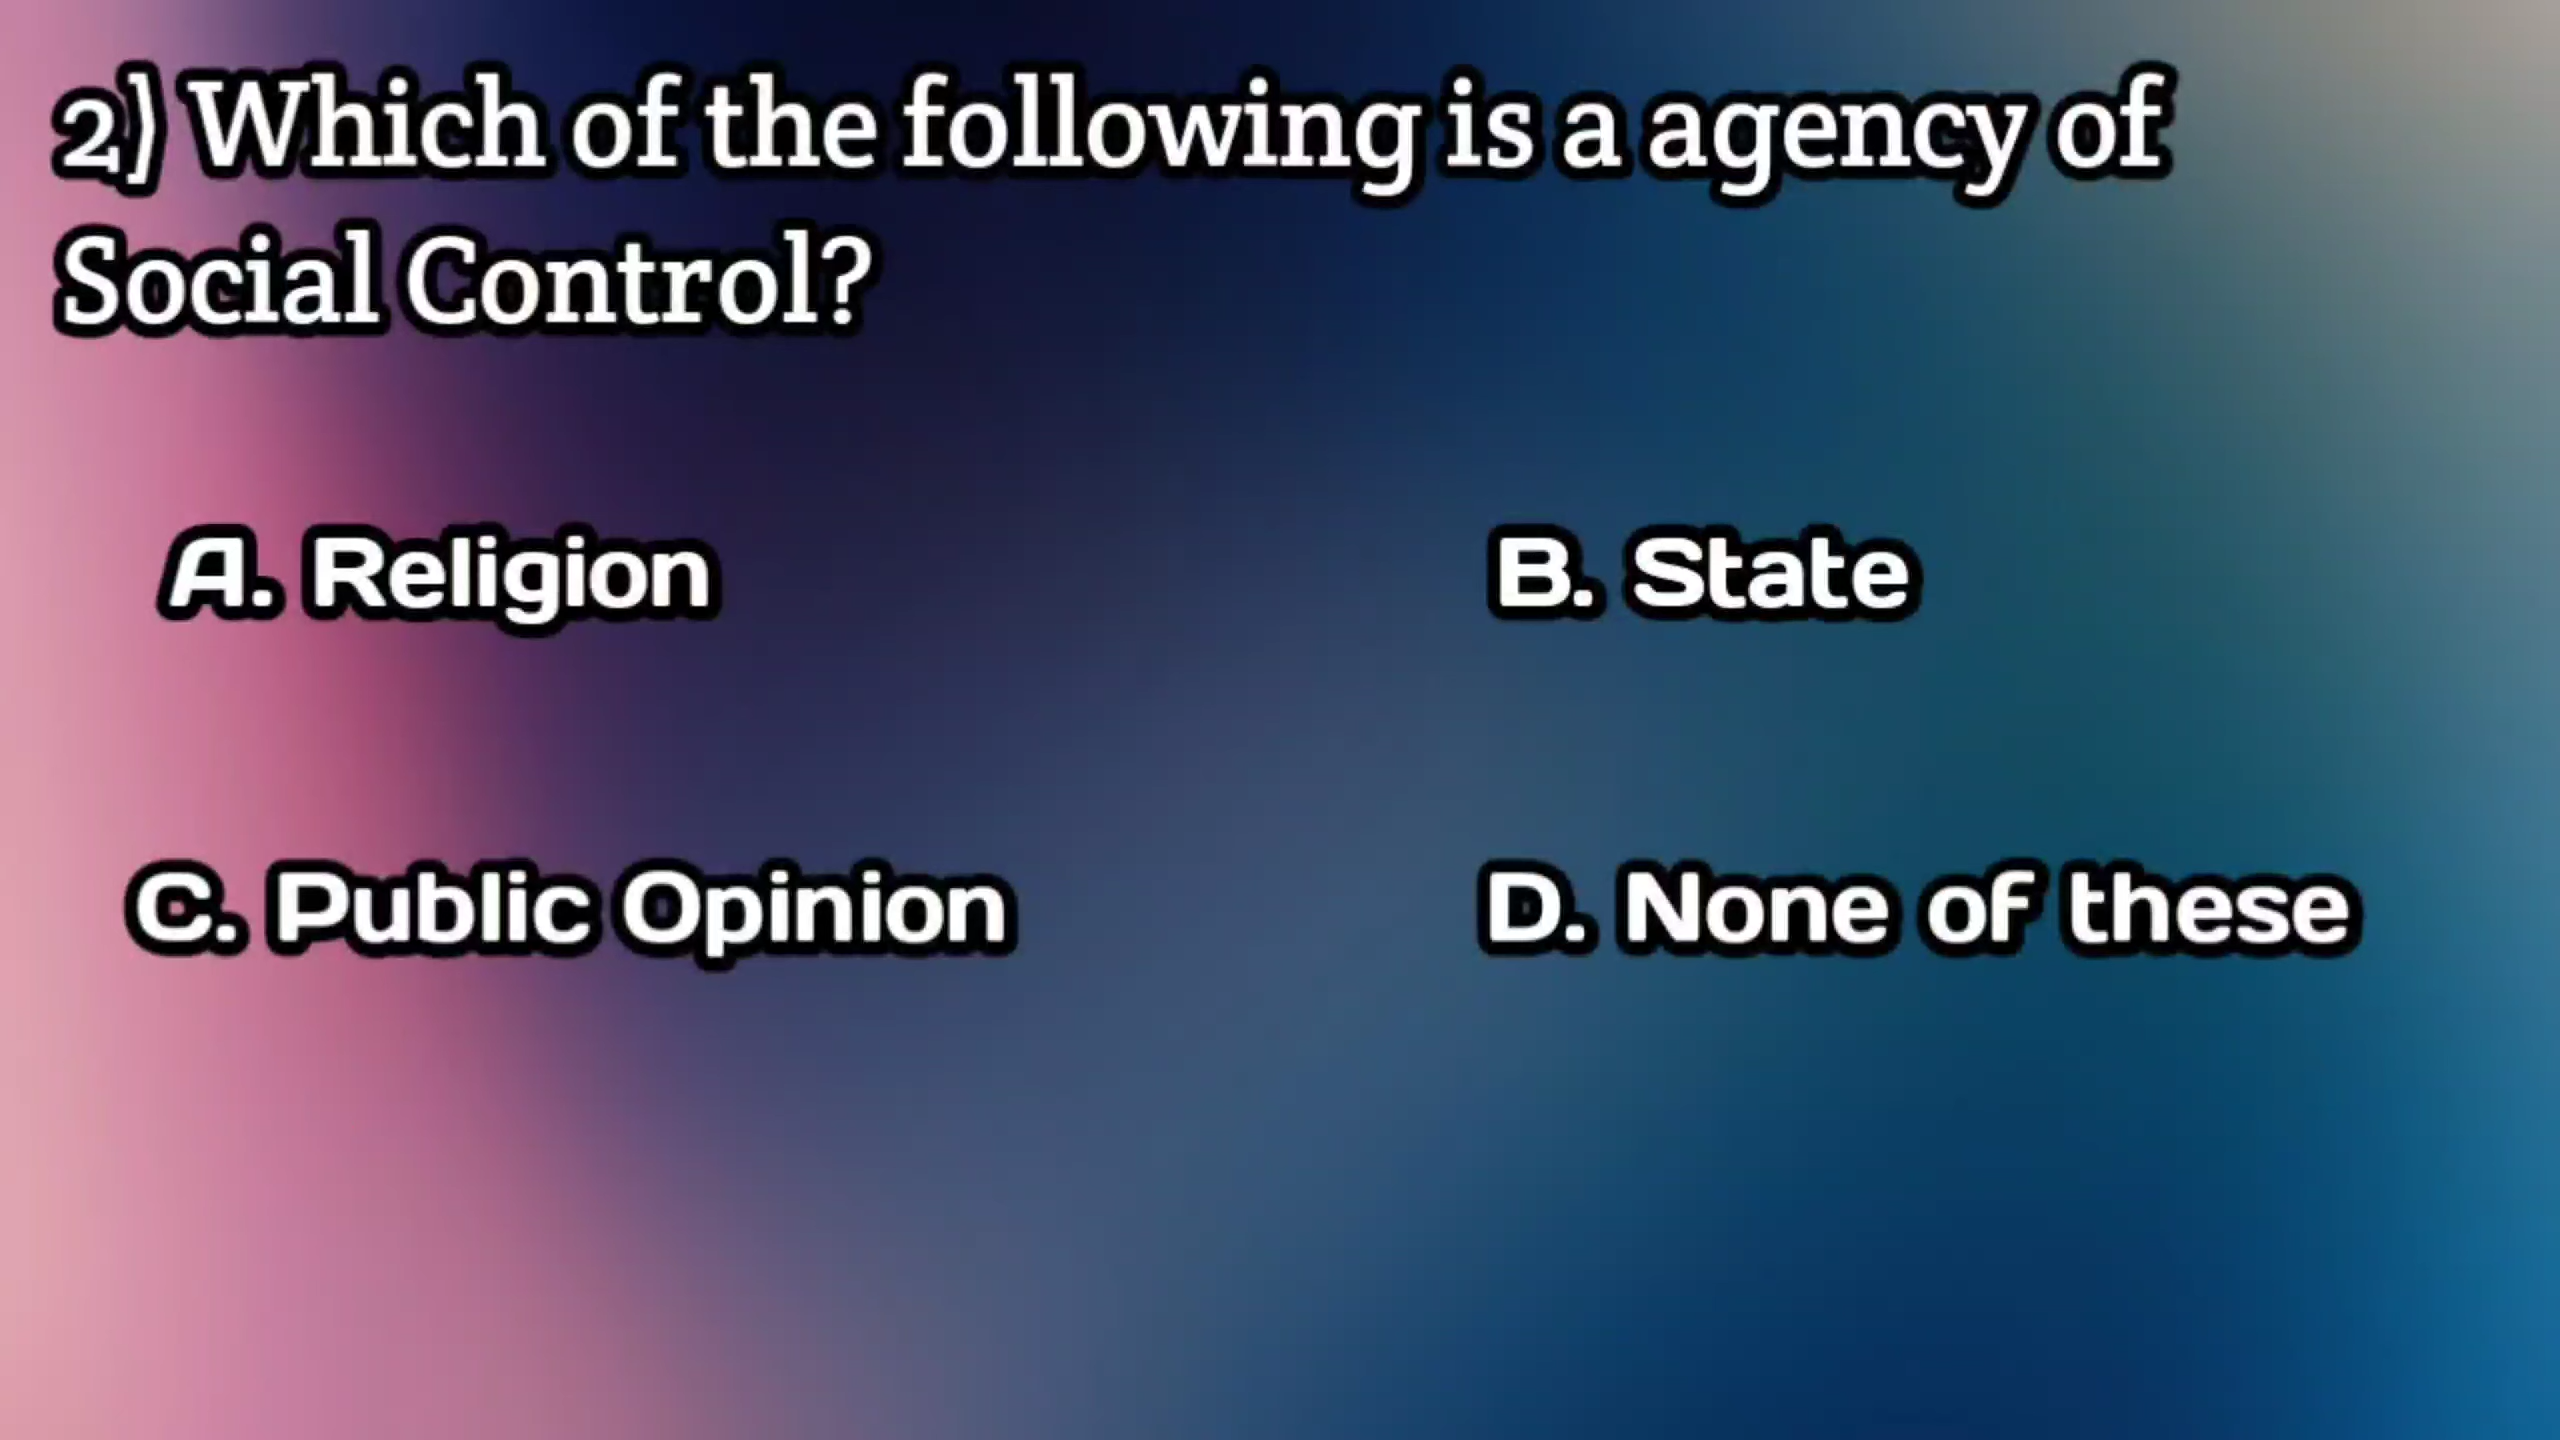 2) Which of the following is a agency of
Social Control?
A. Religion
B. State
C. Public Opinion
D. None of these